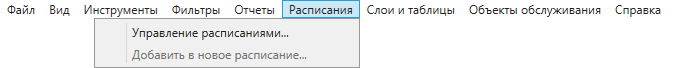 Файл Вид Инструменты Фильтры Отчеты Расписания Слои и таблицы Объекты обслуживания Справка
Управление расписаниями...
Добавить в новое расписание...